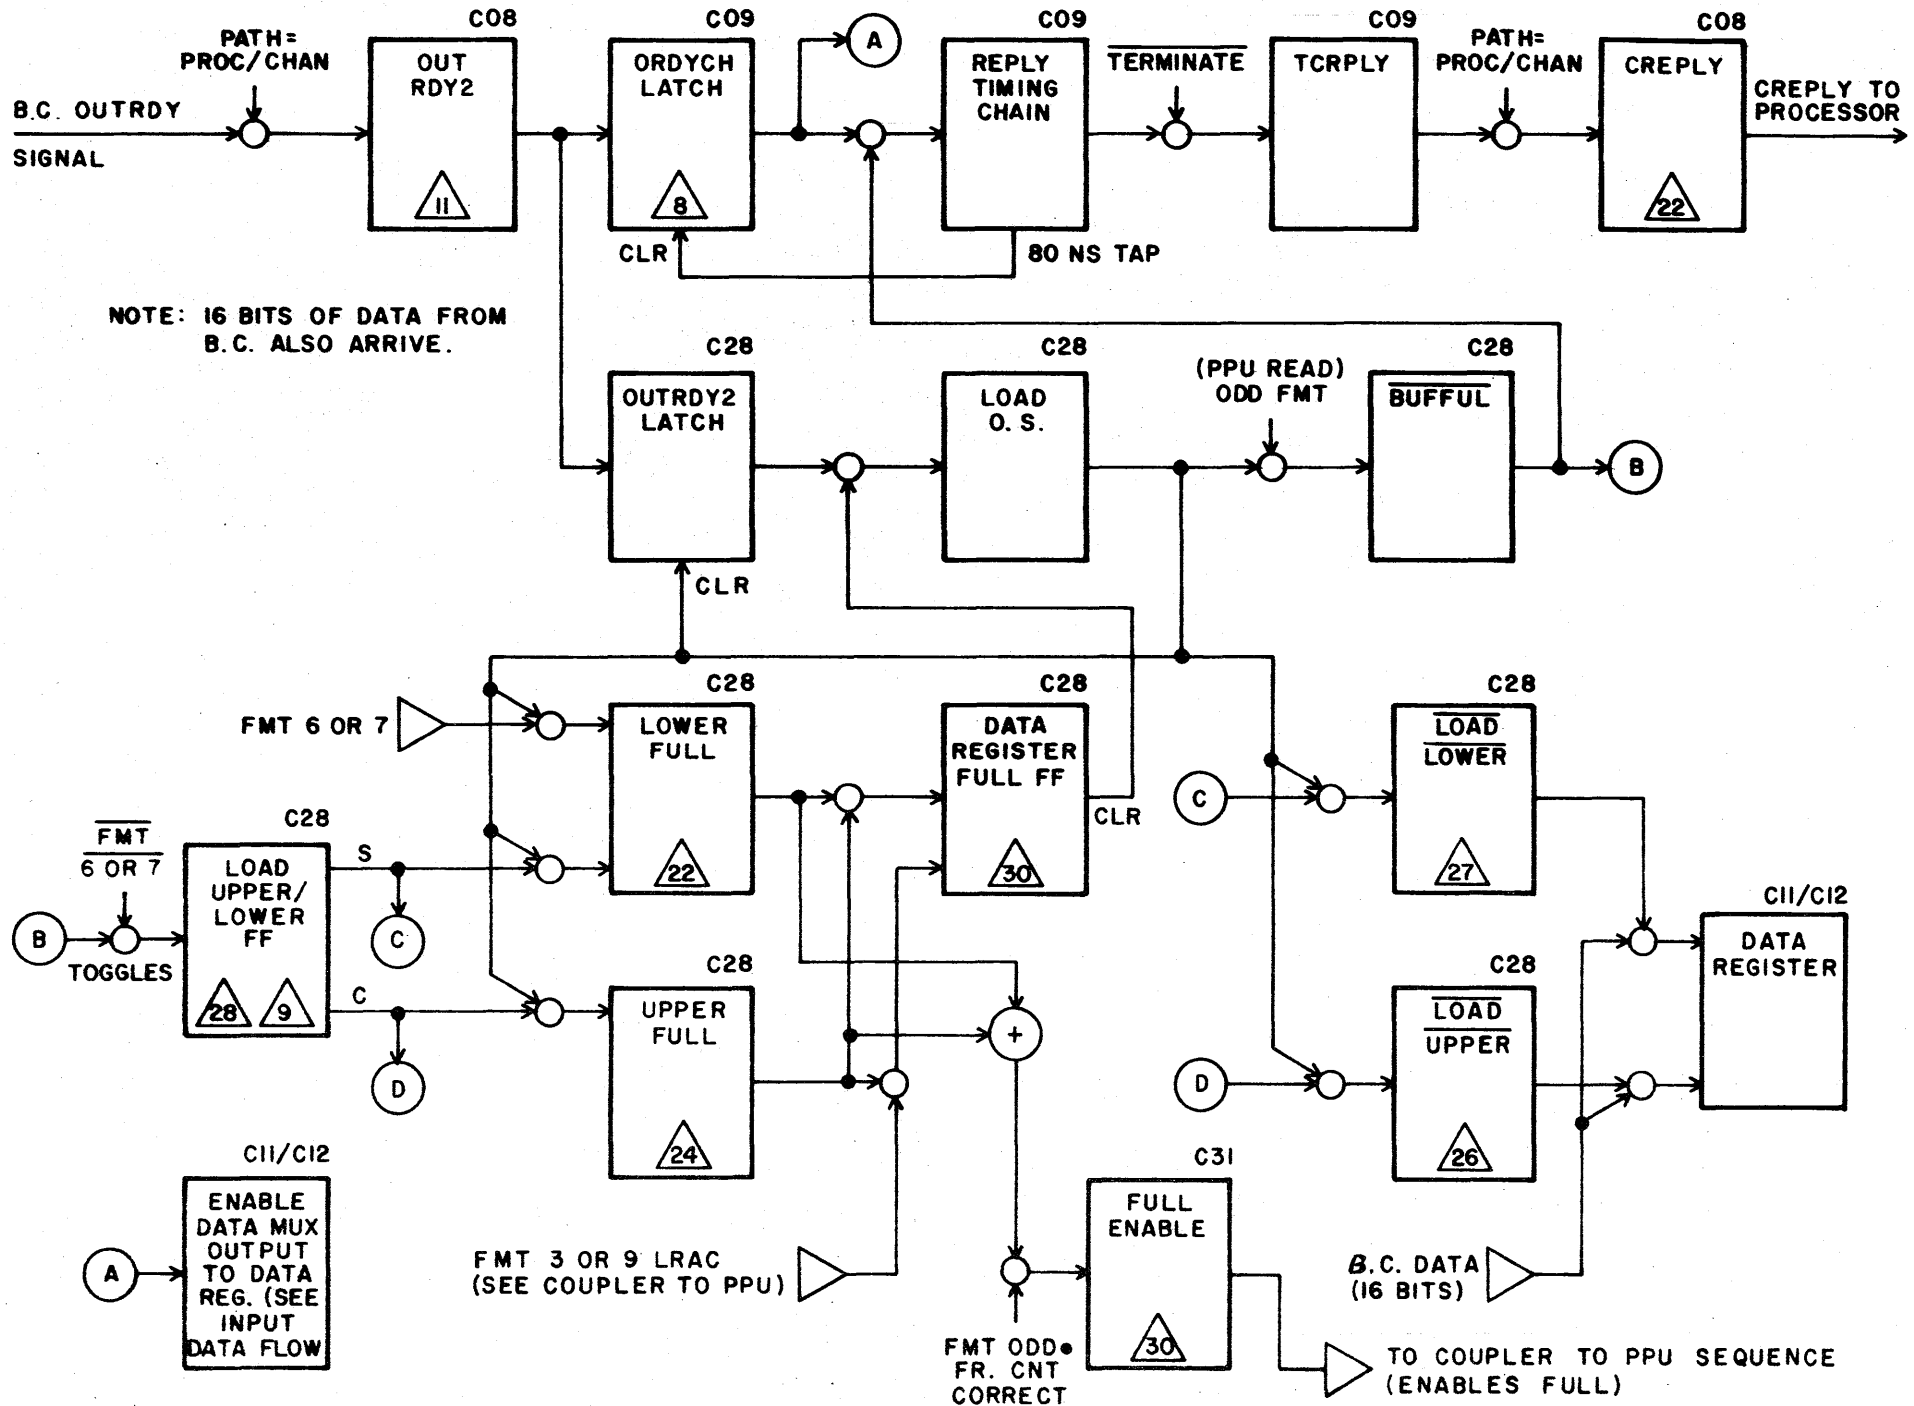 C08
C09
C09
C09
C08
PATH=
PROC/CHAN
OUT
RDY2
11
ORDYCH
LATCH
8
A
REPLY
TIMING
CHAIN
TERMINATE
TCRPLY
PATH=
PROC/CHAN
CREPLY
22
CREPLY TO
PROCESSOR
B.C. OUTRDY
SIGNAL
CLR
80 NS TAP
NOTE: 16 BITS OF DATA FROM
B.C. ALSO ARRIVE.
C28
C28
C28
OUTRDY2
LATCH
LOAD
O.S.
(PPU READ)
ODD FMT
BUFFUL
B
CLR
C28
C28
C28
FMT 6 OR 7
LOWER
FULL
22
DATA
REGISTER
FULL FF
30
CLR
C
LOAD
LOWER
27
C28
FMT
6 OR 7
B
TOGGLES
LOAD
UPPER/
LOWER
FF
28
9
S
C
C
D
C28
UPPER
FULL
24
+
C28
D
LOAD
UPPER
26
C11/C12
DATA
REGISTER
C11/C12
A
ENABLE
DATA MUX
OUTPUT
TO DATA
REG. (SEE
INPUT
DATA FLOW
FMT 3 OR 9 LRAC
(SEE COUPLER TO PPU)
C31
FULL
ENABLE
30
FMT ODD•
FR. CNT
CORRECT
B.C. DATA
(16 BITS)
TO COUPLER TO PPU SEQUENCE
(ENABLES FULL)